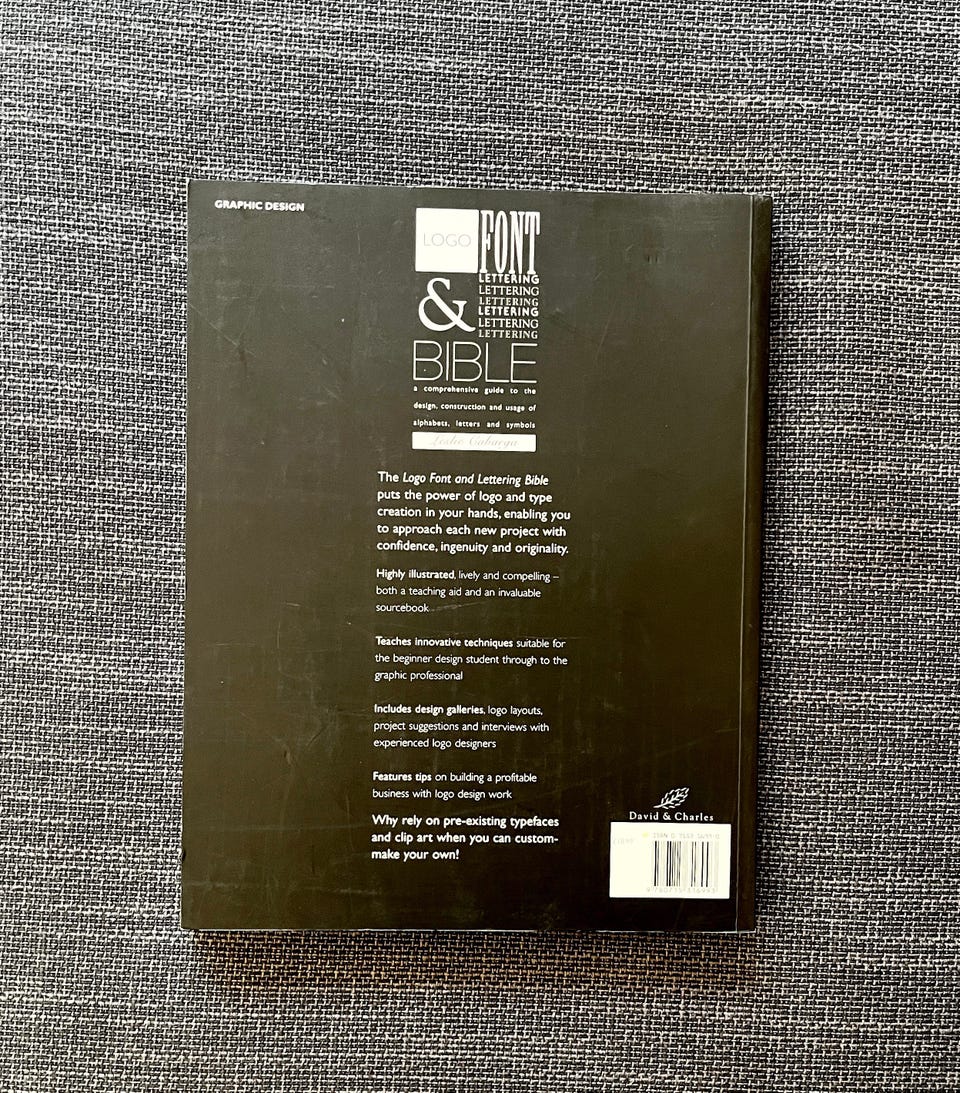 GRAPHIC DESIGN
LOGO FONT
LETTERING
LETTERING
LETTERING
& LETTERING
LETTERING
LETTERING
BIBLE
a comprehensive guide to the
design, construction and usage of
alphabets, letters and symbols
Leslie Cabarga
The Logo Font and Lettering Bible
puts the power of logo and type
creation in your hands, enabling you
to approach each new project with
confidence, ingenuity and originality.
Highly illustrated, lively and compelling –
both a teaching aid and an invaluable
sourcebook
Teaches innovative techniques suitable for
the beginner design student through to the
graphic professional
Includes design galleries, logo layouts,
project suggestions and interviews with
experienced logo designers
Features tips on building a profitable
business with logo design work
Why rely on pre-existing typefaces
and clip art when you can custom-
make your own!
David & Charles
ISBN 0